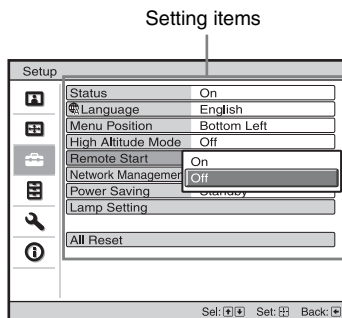 Setting items
Setup
Status On
Language English
Menu Position Bottom Left
High Altitude Mode Off
Remote Start On
Network Managemen Off
Power Saving Standby
Lamp Setting
All Reset
Sel: Set: Back: